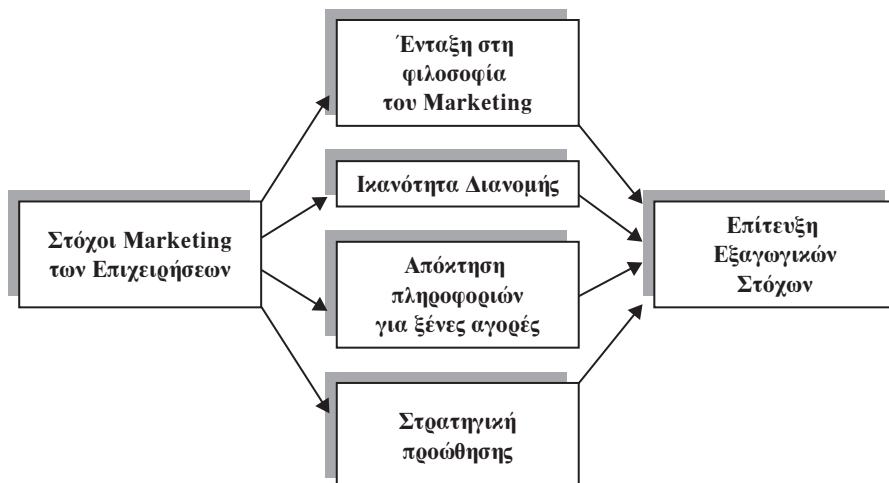 Στόχοι Marketing
των Επιχειρήσεων
Ένταξη στη
φιλοσοφία
του Marketing
Ικανότητα Διανομής
Απόκτηση
πληροφοριών
για ξένες αγορές
Στρατηγική
προώθησης
Επίτευξη
Εξαγωγικών
Στόχων